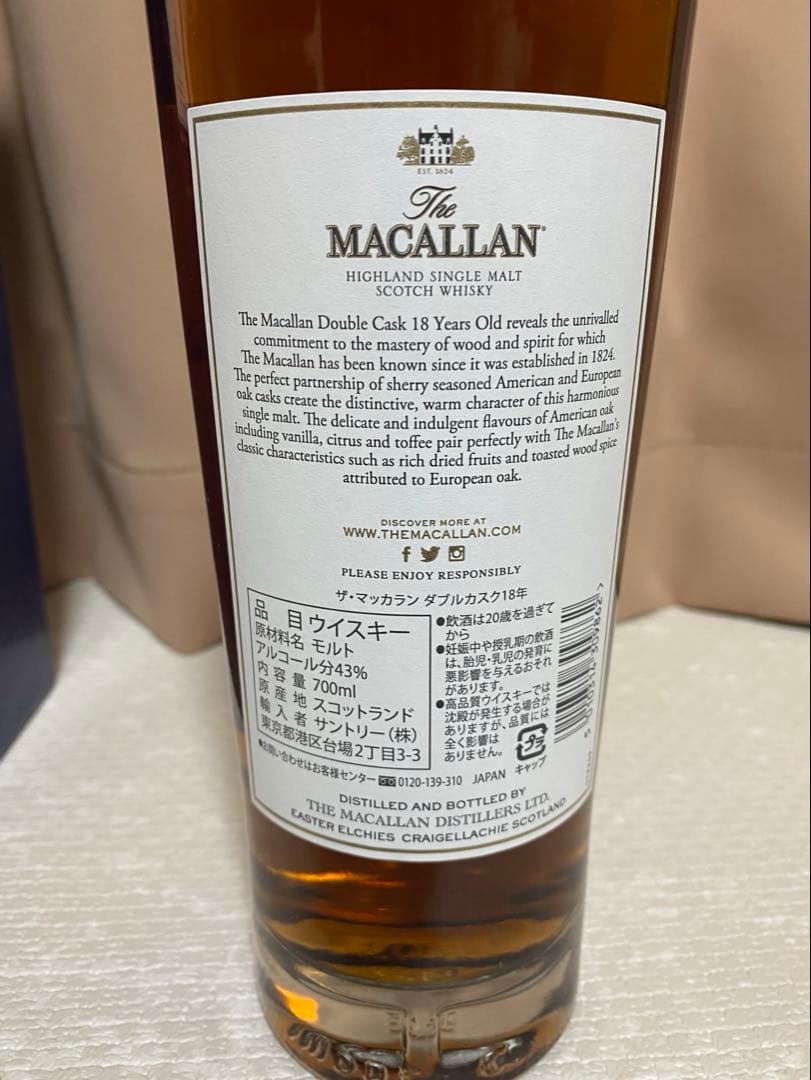 EST. 1824
The
MACALLAN
HIGHLAND SINGLE MALT
SCOTCH WHISKY
The Macallan Double Cask 18 Years Old reveals the unrivalled
commitment to the mastery of wood and spirit for which
The Macallan has been known since it was established in 1824.
The perfect partnership of sherry seasoned American and European
oak casks create the distinctive, warm character of this harmonious
single malt. The delicate and indulgent flavours of American oak
including vanilla, citrus and toffee pair perfectly with The Macallan's
classic characteristics such as rich dried fruits and toasted wood spice
attributed to European oak.
DISCOVER MORE AT
WWW.THEMACALLAN.COM
PLEASE ENJOY RESPONSIBLY
ザ・マッカラン ダブルカスク18年
品 目 ウイスキー
原材料名 モルト
アルコール分43%
内容量 700ml
原産地 スコットランド
輸入者 サントリー(株)
東京都港区台場2丁目3-3
●飲酒は20歳を過ぎて
から
●妊娠中や授乳期の飲酒
は、胎児・乳児の発育に
悪影響を与えるおそれ
があります。
●高品質ウイスキーでは
沈殿が発生する場合が
ありますが、品質には
全く影響は
ありません。
プラ
キャップ
●お問い合わせはお客様センター 0120-139-310 JAPAN
DISTILLED AND BOTTLED BY
THE MACALLAN DISTILLERS LTD.
EASTER ELCHIES CRAIGELLACHIE SCOTLAND